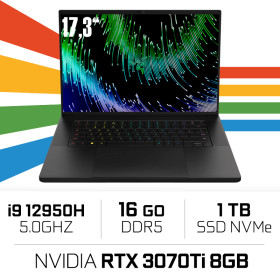 17,3"
i9 12950H
5.0GHZ
16 GO
DDR5
1 TB
SSD NVMe
NVIDIA RTX 3070Ti 8GB